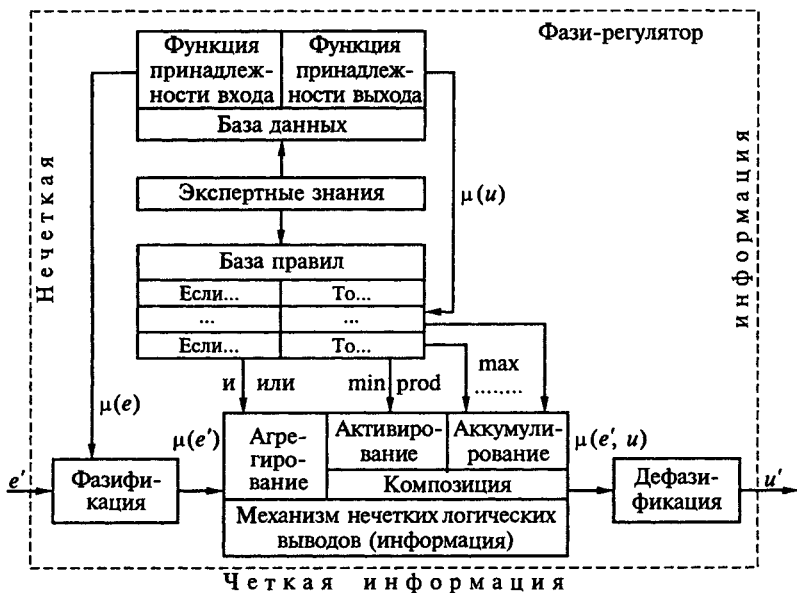 Фази-регулятор
Функция
принадлеж-
ности входа
Функция
принадлеж-
ности выхода
База данных
Экспертные знания
μ(u)
База правил
Если...
То...
...
...
Если...
То...
и или
min prod
max
........
μ(e)
μ(e′)
Агре-
гиро-
вание
Активиро-
вание
Аккумули-
рование
μ(e′, u)
Композиция
Механизм нечетких логических
выводов (информация)
e′
Фазифи-
кация
Дефази-
фикация
u′
Нечеткая
информация
Четкая информация